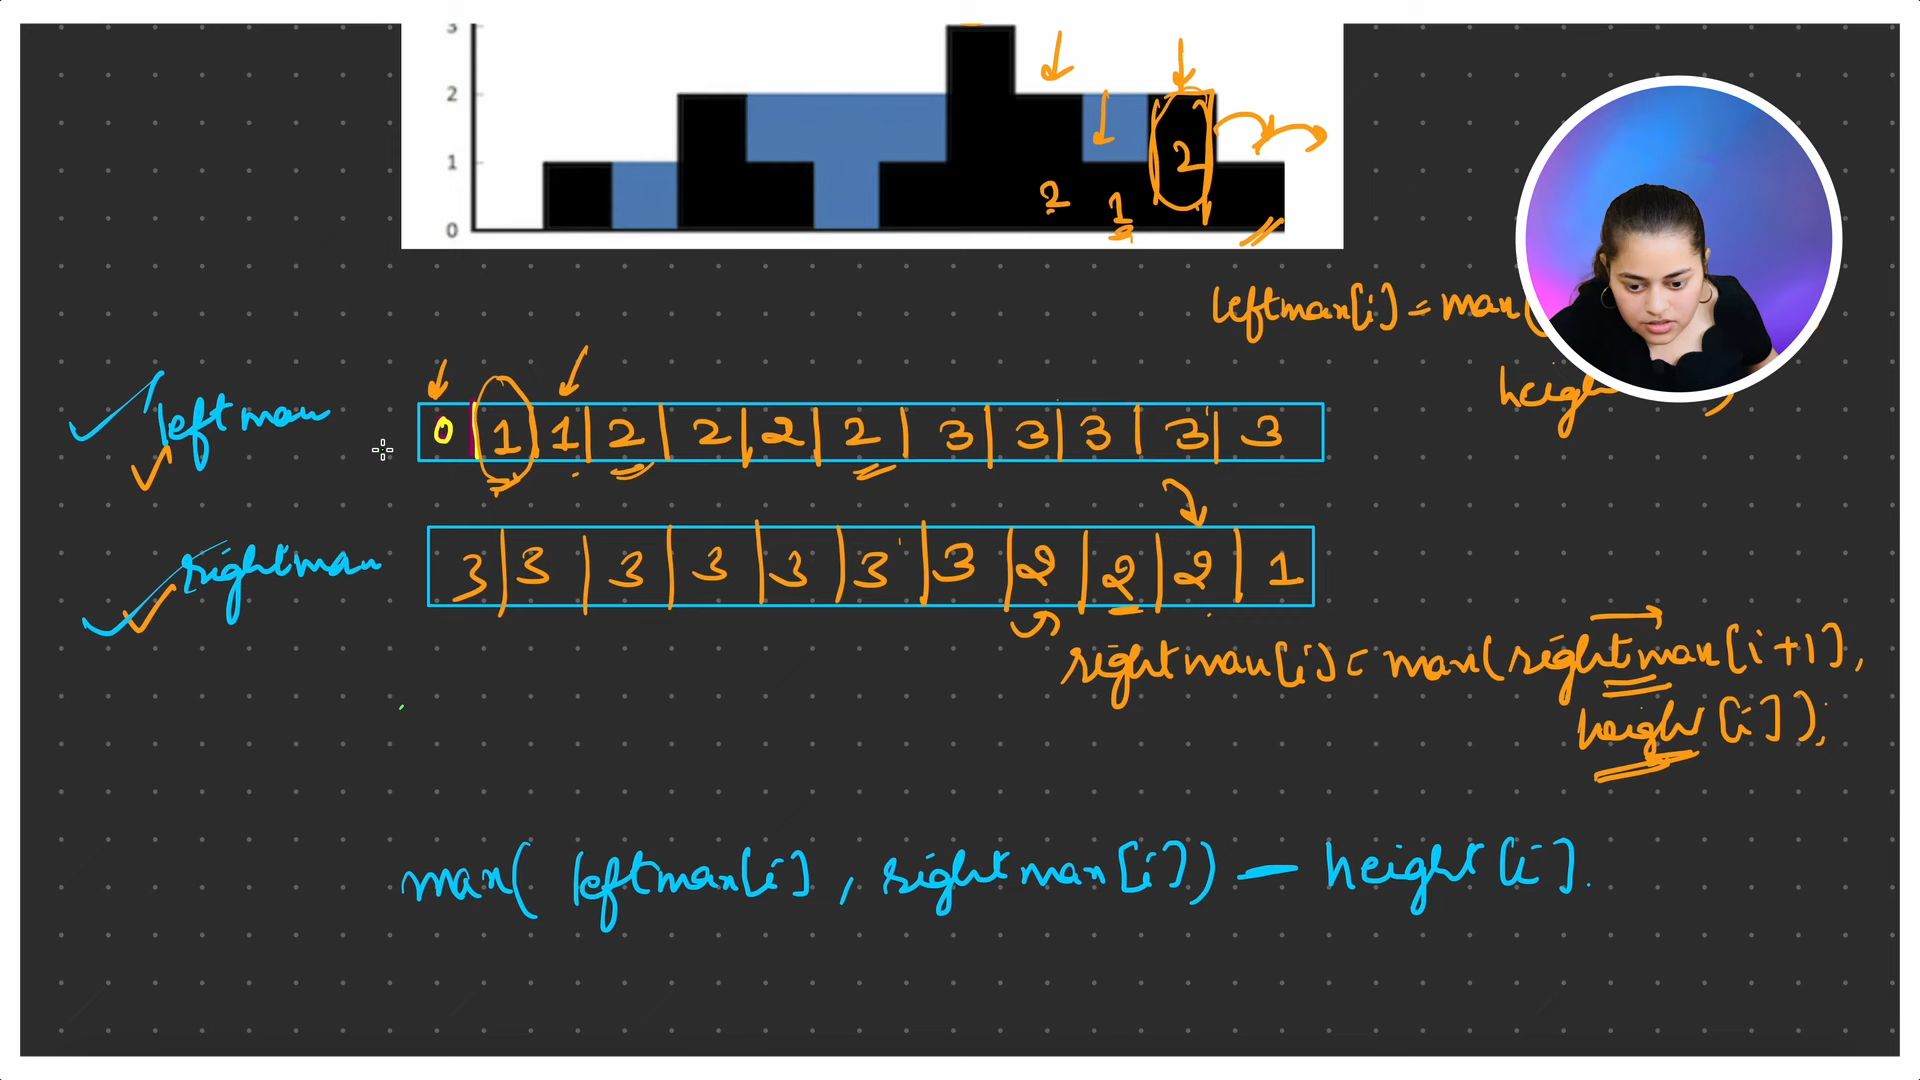 3
2
1
0
2
1
2
leftmax[i] = max(
heigh
leftmax
0 1 1 2 2 2 2 3 3 3 3 3
rightmax
3 3 3 3 3 3 3 2 2 2 1
rightmax[i] = max(rightmax[i+1],
height[i]);
max( leftmax[i] , rightmax[i]) - height[i].